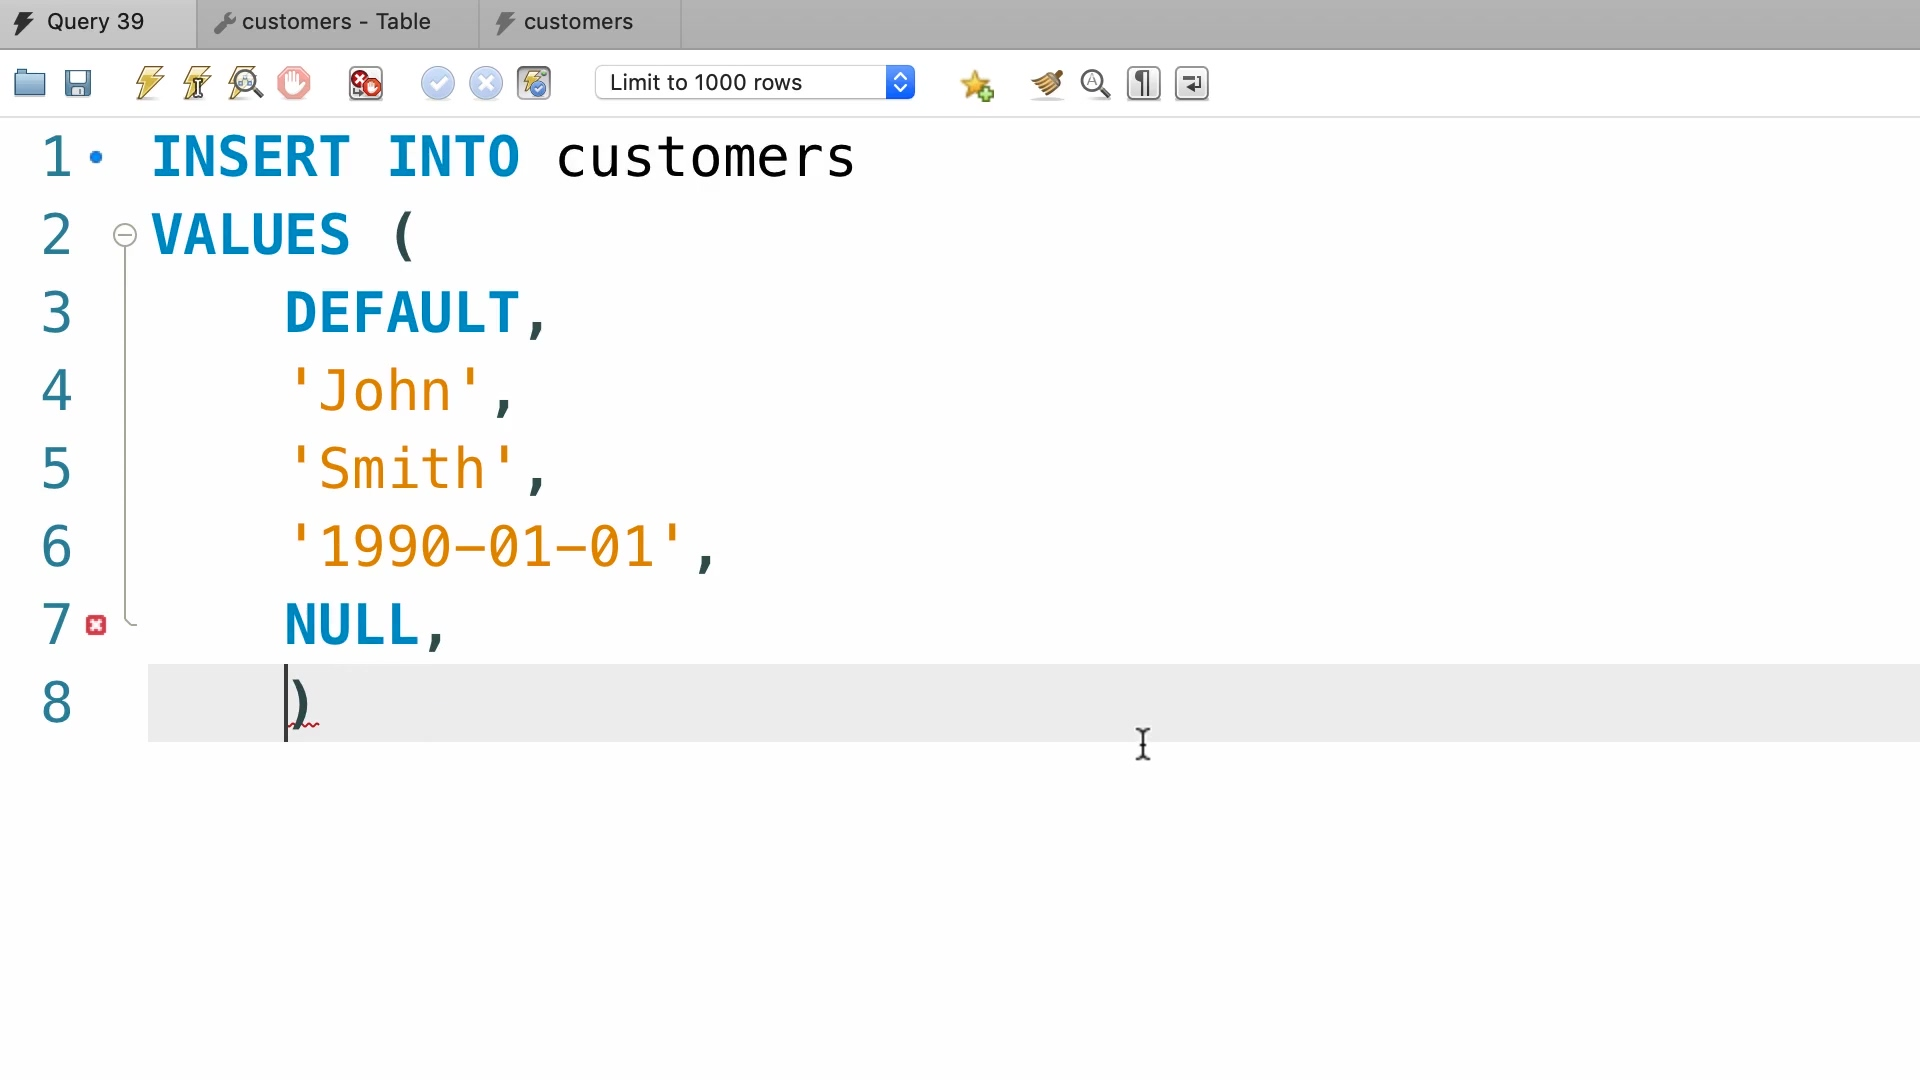 Query 39 customers - Table customers
Limit to 1000 rows
1 INSERT INTO customers
2 VALUES (
3 DEFAULT,
4 'John',
5 'Smith',
6 '1990-01-01',
7 NULL,
8 )